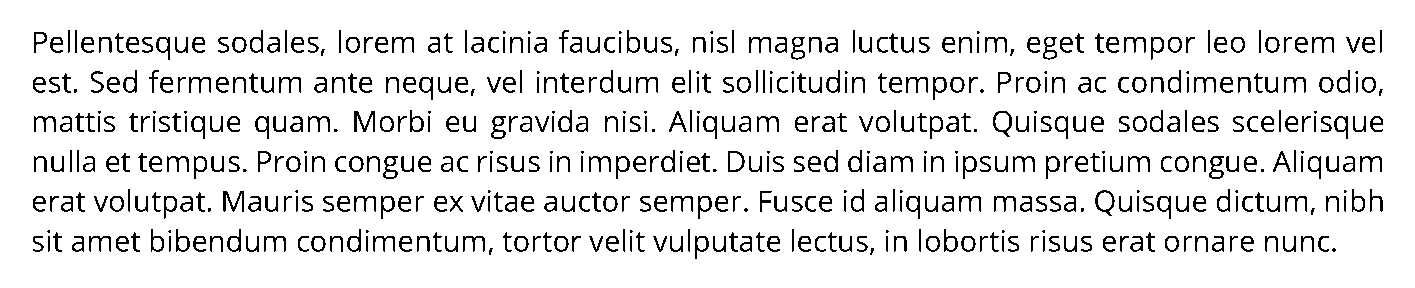 Pellentesque sodales, lorem at lacinia faucibus, nisl magna luctus enim, eget tempor leo lorem vel
est. Sed fermentum ante neque, vel interdum elit sollicitudin tempor. Proin ac condimentum odio,
mattis tristique quam. Morbi eu gravida nisi. Aliquam erat volutpat. Quisque sodales scelerisque
nulla et tempus. Proin congue ac risus in imperdiet. Duis sed diam in ipsum pretium congue. Aliquam
erat volutpat. Mauris semper ex vitae auctor semper. Fusce id aliquam massa. Quisque dictum, nibh
sit amet bibendum condimentum, tortor velit vulputate lectus, in lobortis risus erat ornare nunc.